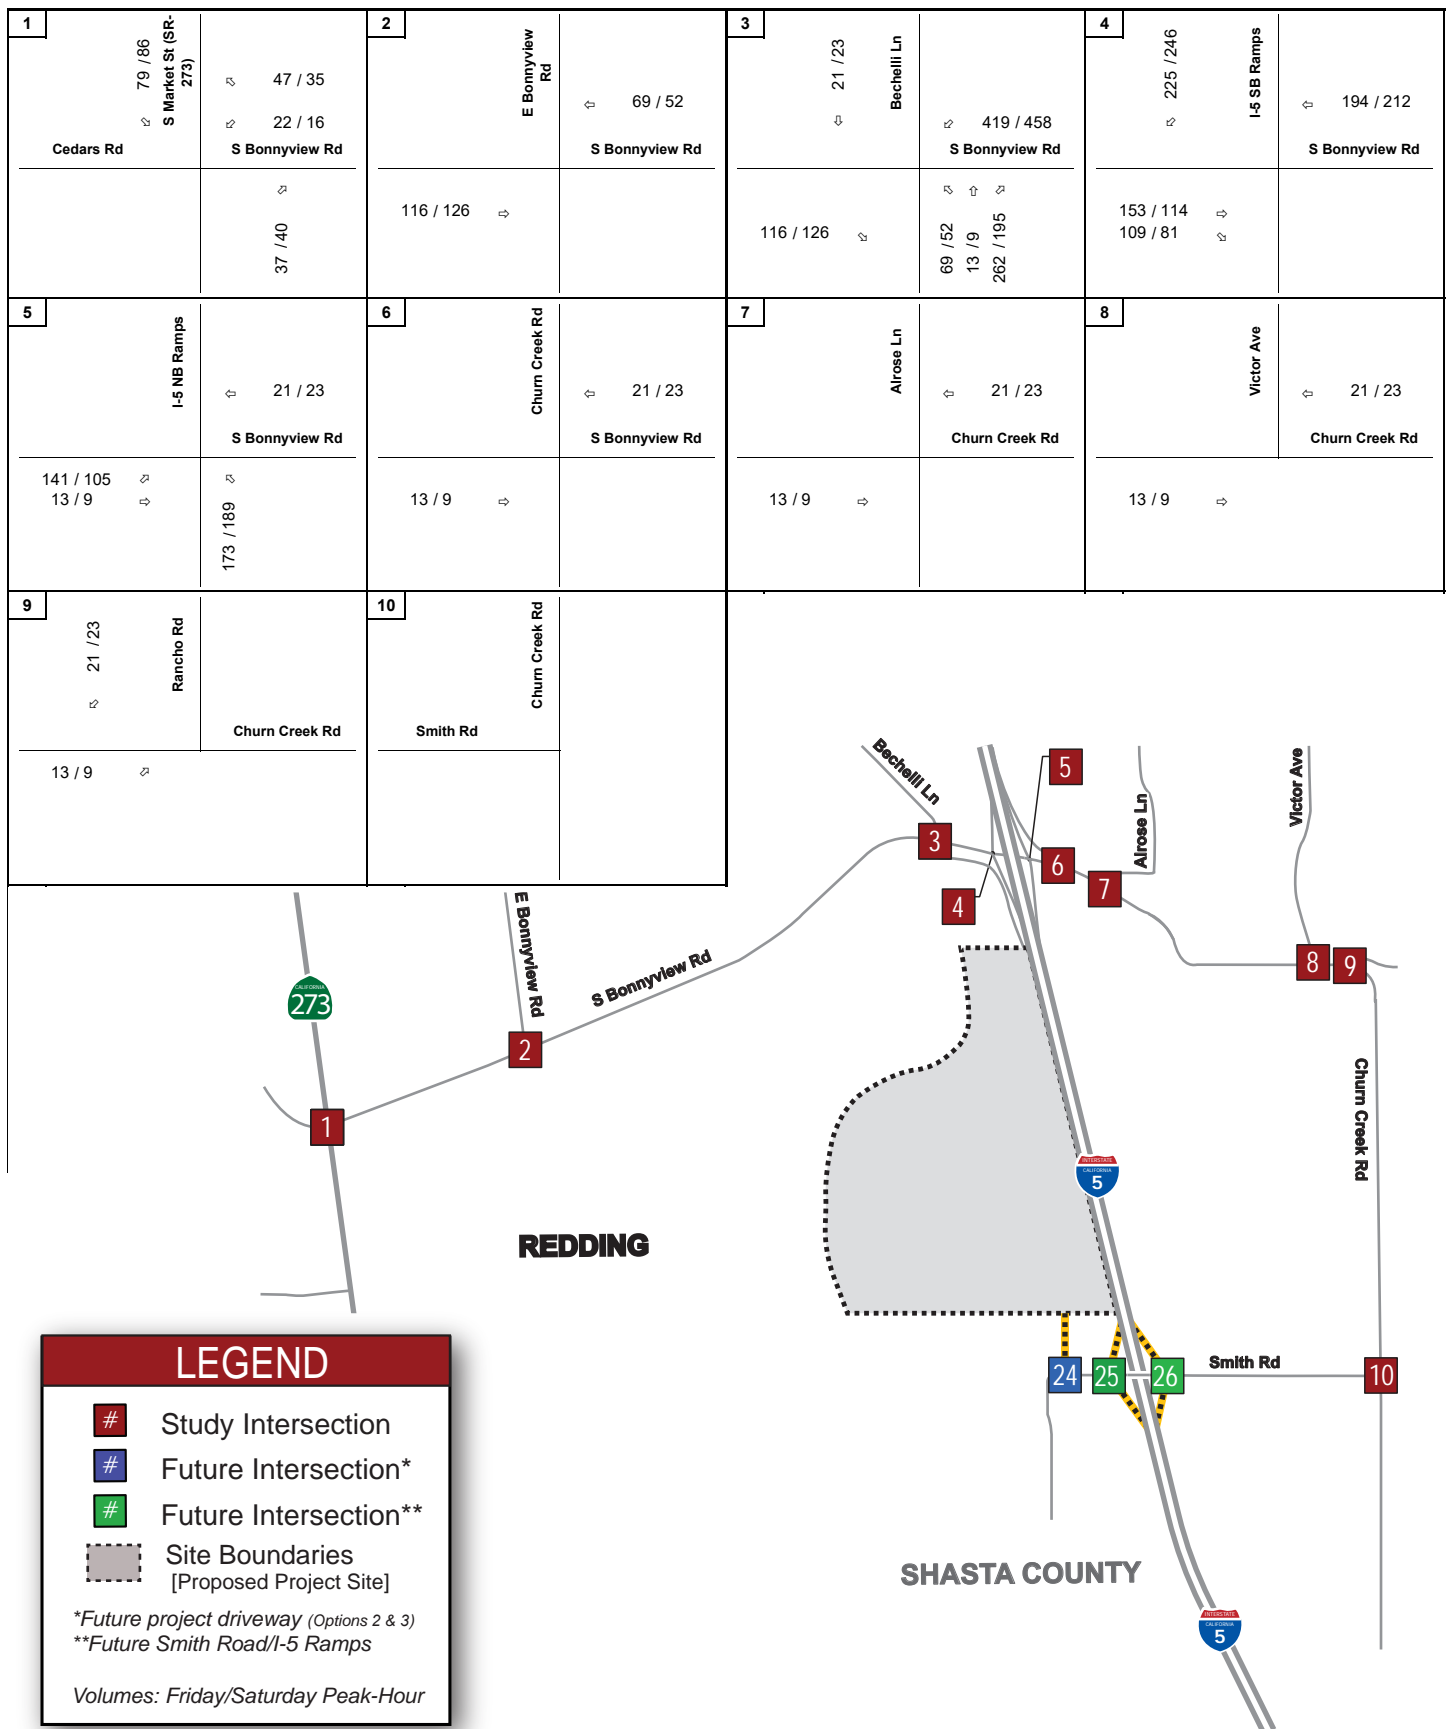 1
79 / 86
S Market St (SR-
273)
47 / 35
22 / 16
Cedars Rd
S Bonnyview Rd
37 / 40
2
E Bonnyview
Rd
69 / 52
S Bonnyview Rd
116 / 126
3
21 / 23
Bechelli Ln
419 / 458
S Bonnyview Rd
116 / 126
69 / 52
13 / 9
262 / 195
4
225 / 246
I-5 SB Ramps
194 / 212
S Bonnyview Rd
153 / 114
109 / 81
5
I-5 NB Ramps
21 / 23
S Bonnyview Rd
141 / 105
13 / 9
173 / 189
6
Churn Creek Rd
21 / 23
S Bonnyview Rd
13 / 9
7
Alrose Ln
21 / 23
Churn Creek Rd
13 / 9
8
Victor Ave
21 / 23
Churn Creek Rd
13 / 9
9
21 / 23
Rancho Rd
Churn Creek Rd
13 / 9
10
Churn Creek Rd
Smith Rd
Bechelli Ln
5
Alrose Ln
Victor Ave
3
6
7
4
E Bonnyview Rd
S Bonnyview Rd
8
9
CALIFORNIA
273
2
1
Churn Creek Rd
INTERSTATE
CALIFORNIA
5
REDDING
24
25
26
Smith Rd
10
SHASTA COUNTY
INTERSTATE
CALIFORNIA
5
LEGEND
# Study Intersection
# Future Intersection*
# Future Intersection**
Site Boundaries
[Proposed Project Site]
*Future project driveway (Options 2 & 3)
**Future Smith Road/I-5 Ramps
Volumes: Friday/Saturday Peak-Hour